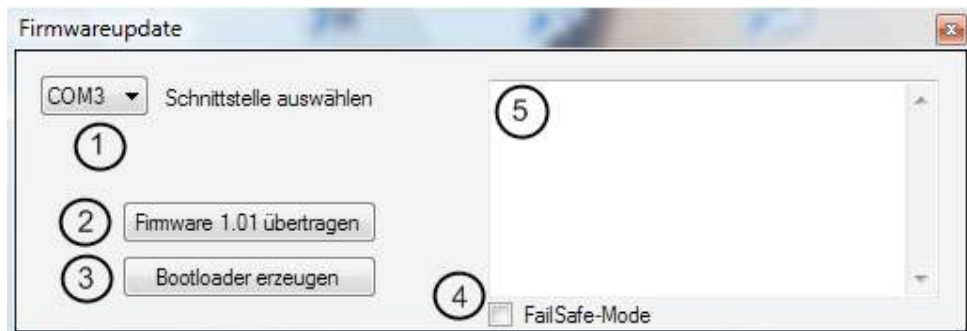 Firmwareupdate
COM3 Schnittstelle auswählen
1
2 Firmware 1.01 übertragen
3 Bootloader erzeugen
4 FailSafe-Mode
5